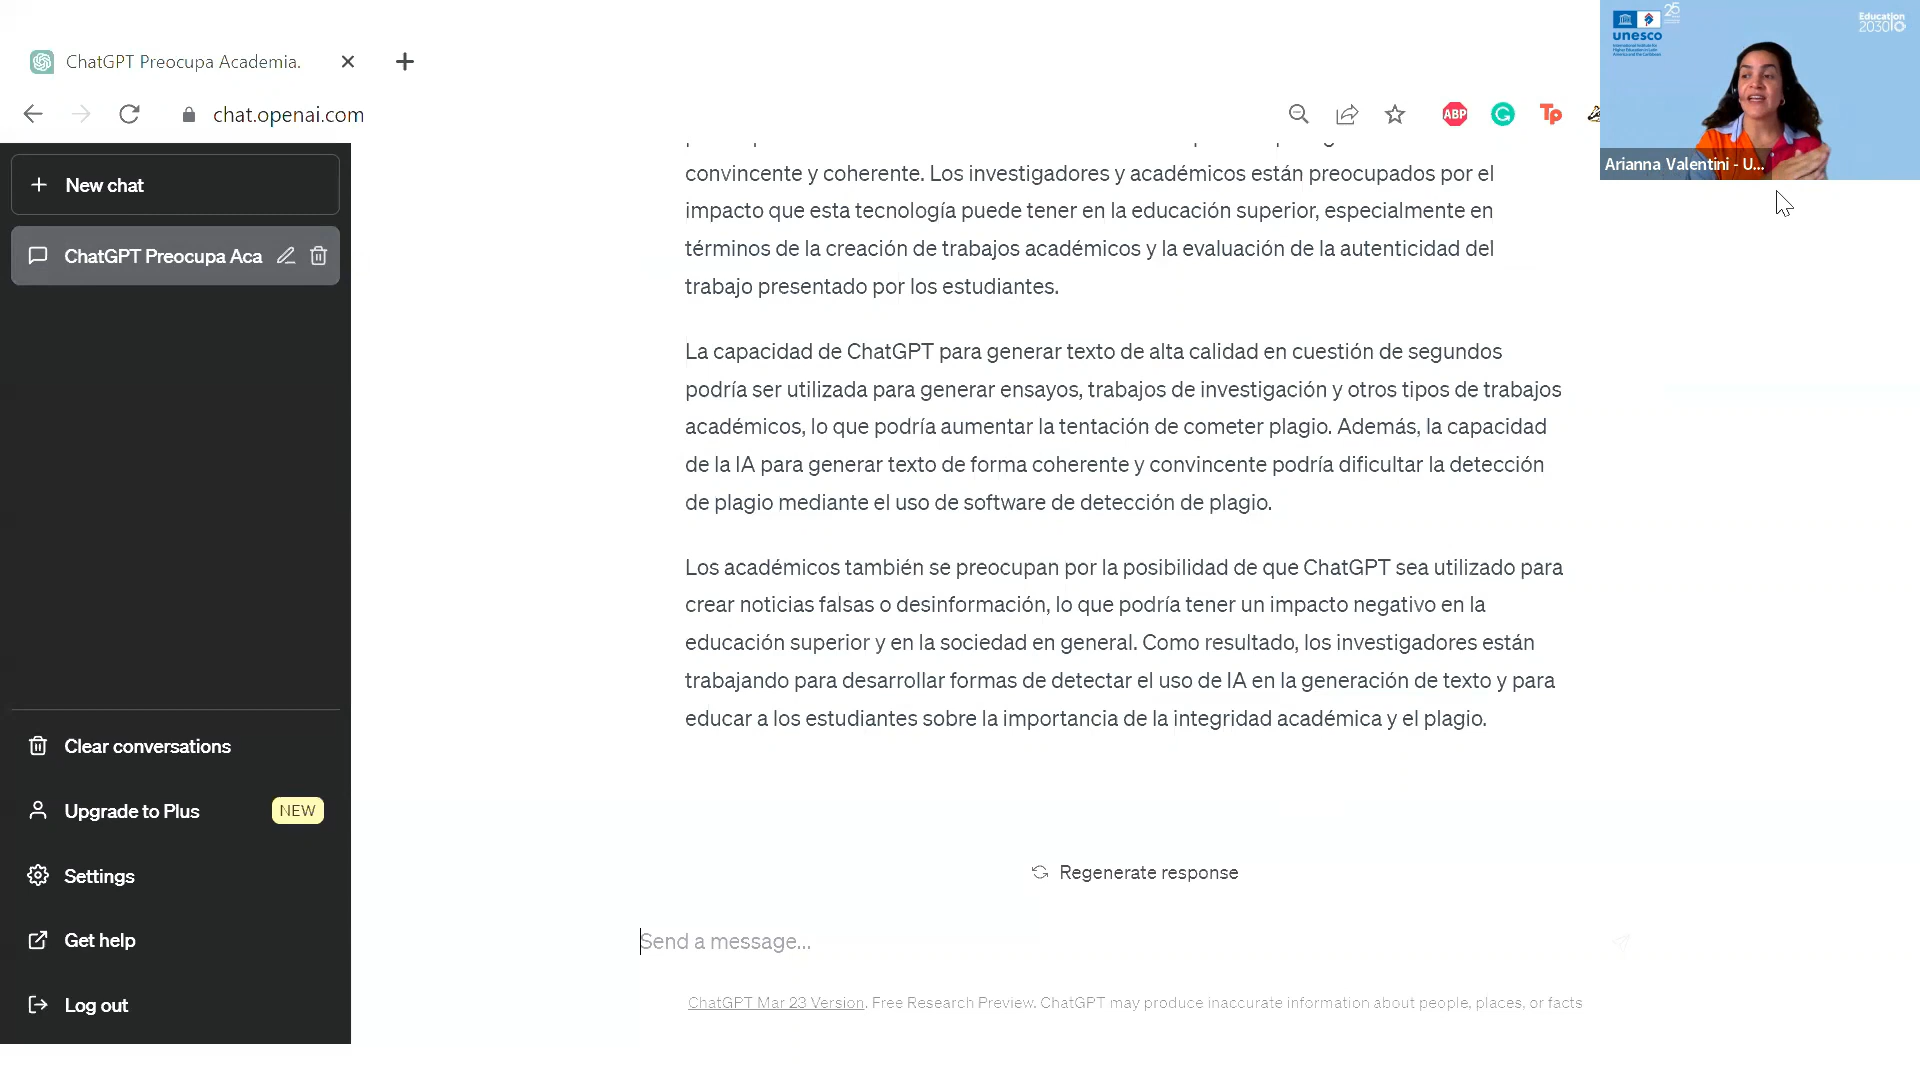 ChatGPT Preocupa Academia.
chat.openai.com
ABP
Tp
unesco
25
Education
2030
Arianna Valentini - U...
New chat
ChatGPT Preocupa Aca
convincente y coherente. Los investigadores y académicos están preocupados por el
impacto que esta tecnología puede tener en la educación superior, especialmente en
términos de la creación de trabajos académicos y la evaluación de la autenticidad del
trabajo presentado por los estudiantes.
La capacidad de ChatGPT para generar texto de alta calidad en cuestión de segundos
podría ser utilizada para generar ensayos, trabajos de investigación y otros tipos de trabajos
académicos, lo que podría aumentar la tentación de cometer plagio. Además, la capacidad
de la IA para generar texto de forma coherente y convincente podría dificultar la detección
de plagio mediante el uso de software de detección de plagio.
Los académicos también se preocupan por la posibilidad de que ChatGPT sea utilizado para
crear noticias falsas o desinformación, lo que podría tener un impacto negativo en la
educación superior y en la sociedad en general. Como resultado, los investigadores están
trabajando para desarrollar formas de detectar el uso de IA en la generación de texto y para
educar a los estudiantes sobre la importancia de la integridad académica y el plagio.
Clear conversations
Upgrade to Plus NEW
Settings
Get help
Log out
Regenerate response
Send a message...
ChatGPT Mar 23 Version. Free Research Preview. ChatGPT may produce inaccurate information about people, places, or facts